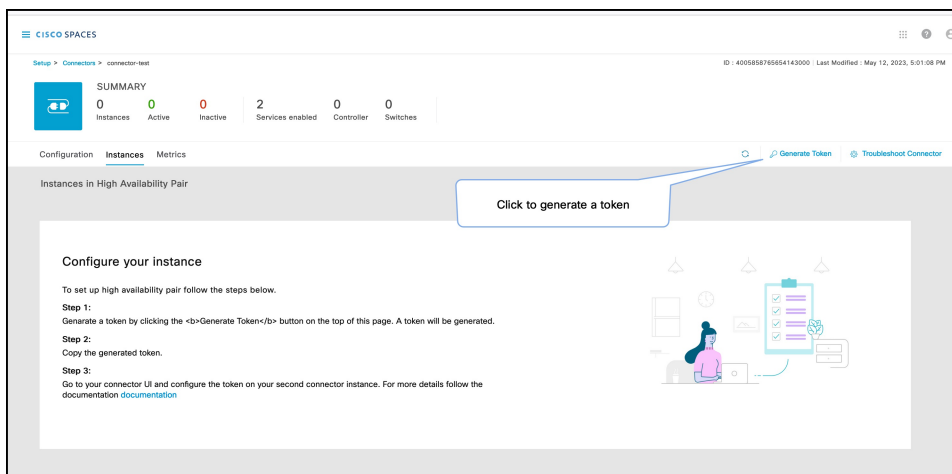 CISCO SPACES
Setup > Connectors > connector-test
ID : 4005858765654143000 | Last Modified : May 12, 2023, 5:01:08 PM
SUMMARY
0 0 0 2 0 0
Instances Active Inactive Services enabled Controller Switches
Configuration Instances Metrics
Generate Token Troubleshoot Connector
Instances in High Availability Pair
Click to generate a token
Configure your instance
To set up high availability pair follow the steps below.
Step 1:
Genarate a token by clicking the <b>Generate Token</b> button on the top of this page. A token will be generated.
Step 2:
Copy the generated token.
Step 3:
Go to your connector UI and configure the token on your second connector instance. For more details follow the
documentation documentation